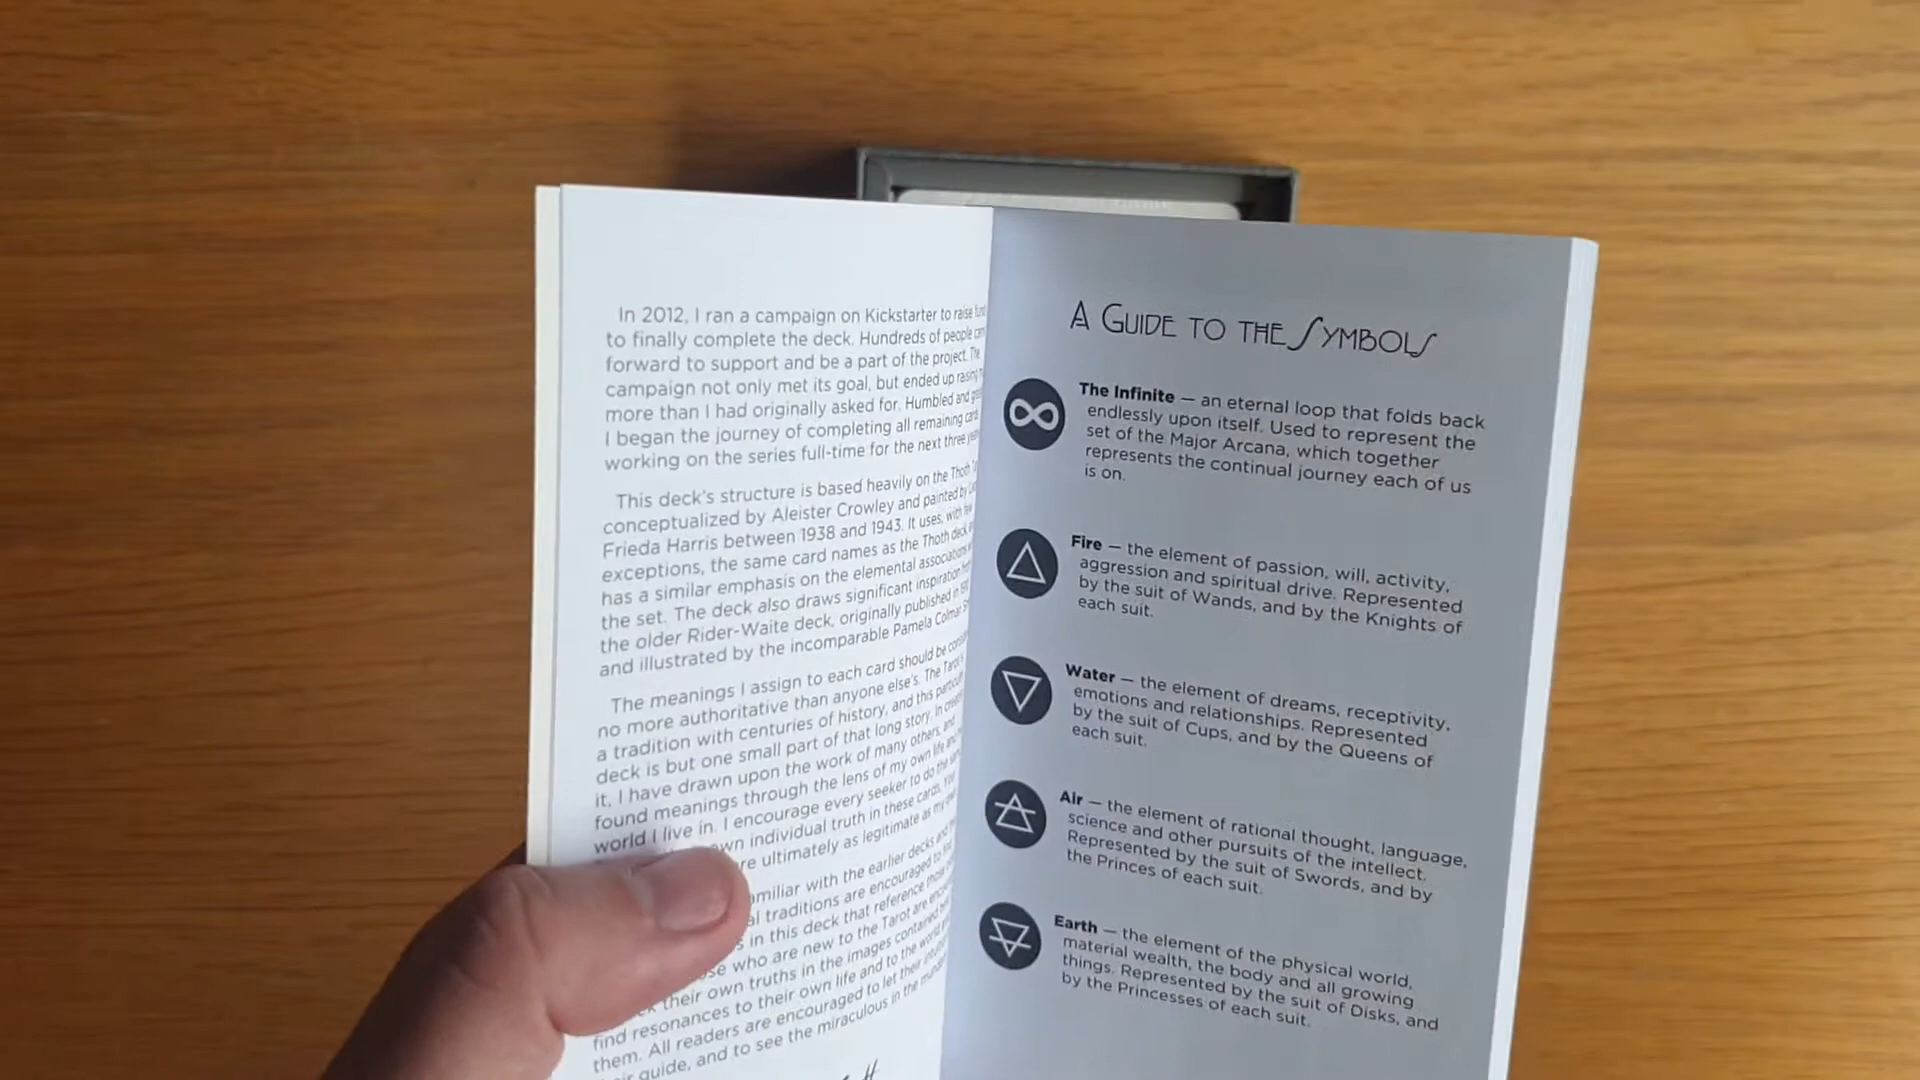 In 2012, I ran a campaign on Kickstarter to raise
to finally complete the deck. Hundreds of people
forward to support and be a part of the project. The
campaign not only met its goal, but ended up raising
more than I had originally asked for. Humbled and
I began the journey of completing all remaining
working on the series full-time for the next three
This deck's structure is based heavily on the Thoth
conceptualized by Aleister Crowley and painted by
Frieda Harris between 1938 and 1943. It uses, with few
exceptions, the same card names as the Thoth deck
has a similar emphasis on the elemental associations
the set. The deck also draws significant inspiration
the older Rider-Waite deck, originally published in
and illustrated by the incomparable Pamela Colman
The meanings I assign to each card should be
no more authoritative than anyone else's. The Tarot
a tradition with centuries of history, and this
deck is but one small part of that long story. In
it, I have drawn upon the work of many others, and
found meanings through the lens of my own life and
world I live in. I encourage every seeker to do the
own individual truth in these cards.
ultimately as legitimate as my
with the earlier decks and
traditions are encouraged to
in this deck that reference those
who are new to the Tarot are
their own truths in the images contained
find resonances to their own life and to the world
them. All readers are encouraged to let their
guide, and to see the miraculous in the
A GUIDE TO THE SYMBOLS
The Infinite — an eternal loop that folds back
endlessly upon itself. Used to represent the
set of the Major Arcana, which together
represents the continual journey each of us
is on.
Fire — the element of passion, will, activity,
aggression and spiritual drive. Represented
by the suit of Wands, and by the Knights of
each suit.
Water — the element of dreams, receptivity,
emotions and relationships. Represented
by the suit of Cups, and by the Queens of
each suit.
Air — the element of rational thought, language,
science and other pursuits of the intellect.
Represented by the suit of Swords, and by
the Princes of each suit.
Earth — the element of the physical world,
material wealth, the body and all growing
things. Represented by the suit of Disks, and
by the Princesses of each suit.